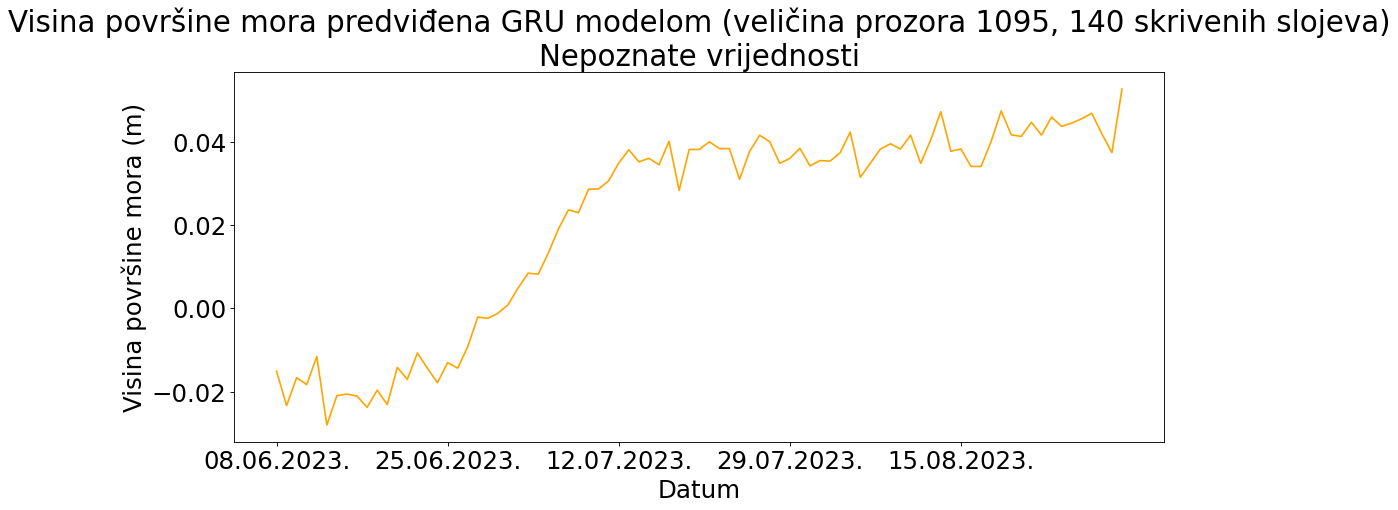 Visina površine mora predviđena GRU modelom (veličina prozora 1095, 140 skrivenih slojeva)
Nepoznate vrijednosti
Visina površine mora (m)
0.04
0.02
0.00
−0.02
08.06.2023. 25.06.2023. 12.07.2023. 29.07.2023. 15.08.2023.
Datum